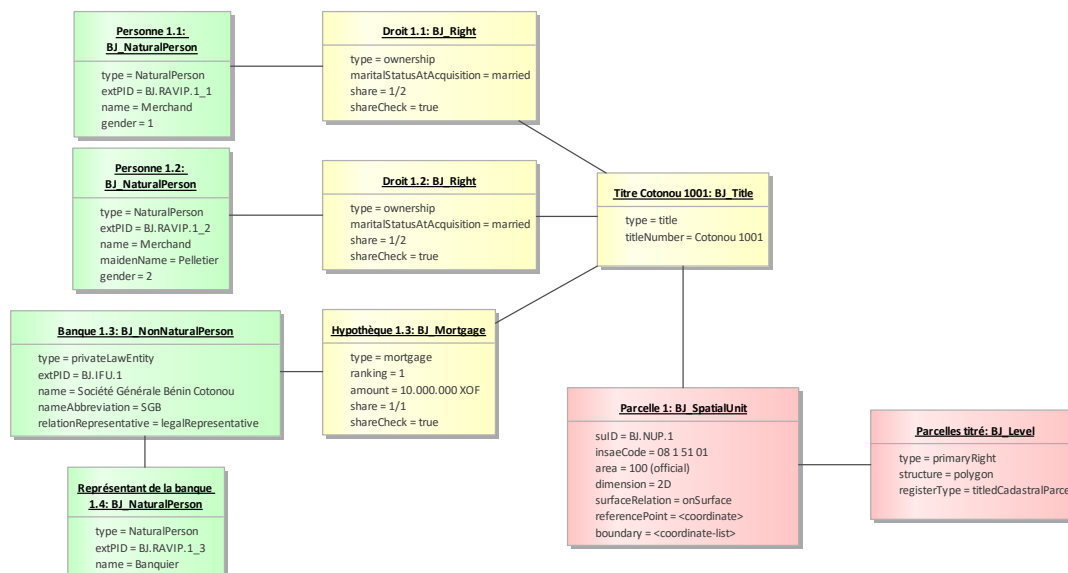 Personne 1.1:
BJ_NaturalPerson
type = NaturalPerson
extPID = BJ.RAVIP.1_1
name = Merchand
gender = 1
Droit 1.1: BJ_Right
type = ownership
maritalStatusAtAcquisition = married
share = 1/2
shareCheck = true
Personne 1.2:
BJ_NaturalPerson
type = NaturalPerson
extPID = BJ.RAVIP.1_2
name = Merchand
maidenName = Pelletier
gender = 2
Droit 1.2: BJ_Right
type = ownership
maritalStatusAtAcquisition = married
share = 1/2
shareCheck = true
Titre Cotonou 1001: BJ_Title
type = title
titleNumber = Cotonou 1001
Banque 1.3: BJ_NonNaturalPerson
type = privateLawEntity
extPID = BJ.IFU.1
name = Société Générale Bénin Cotonou
nameAbbreviation = SGB
relationRepresentative = legalRepresentative
Hypothèque 1.3: BJ_Mortgage
type = mortgage
ranking = 1
amount = 10.000.000 XOF
share = 1/1
shareCheck = true
Parcelle 1: BJ_SpatialUnit
suID = BJ.NUP.1
insaeCode = 08 1 51 01
area = 100 (official)
dimension = 2D
surfaceRelation = onSurface
referencePoint = <coordinate>
boundary = <coordinate-list>
Parcelles titré: BJ_Level
type = primaryRight
structure = polygon
registerType = titledCadastralParce
Représentant de la banque
1.4: BJ_NaturalPerson
type = NaturalPerson
extPID = BJ.RAVIP.1_3
name = Banquier